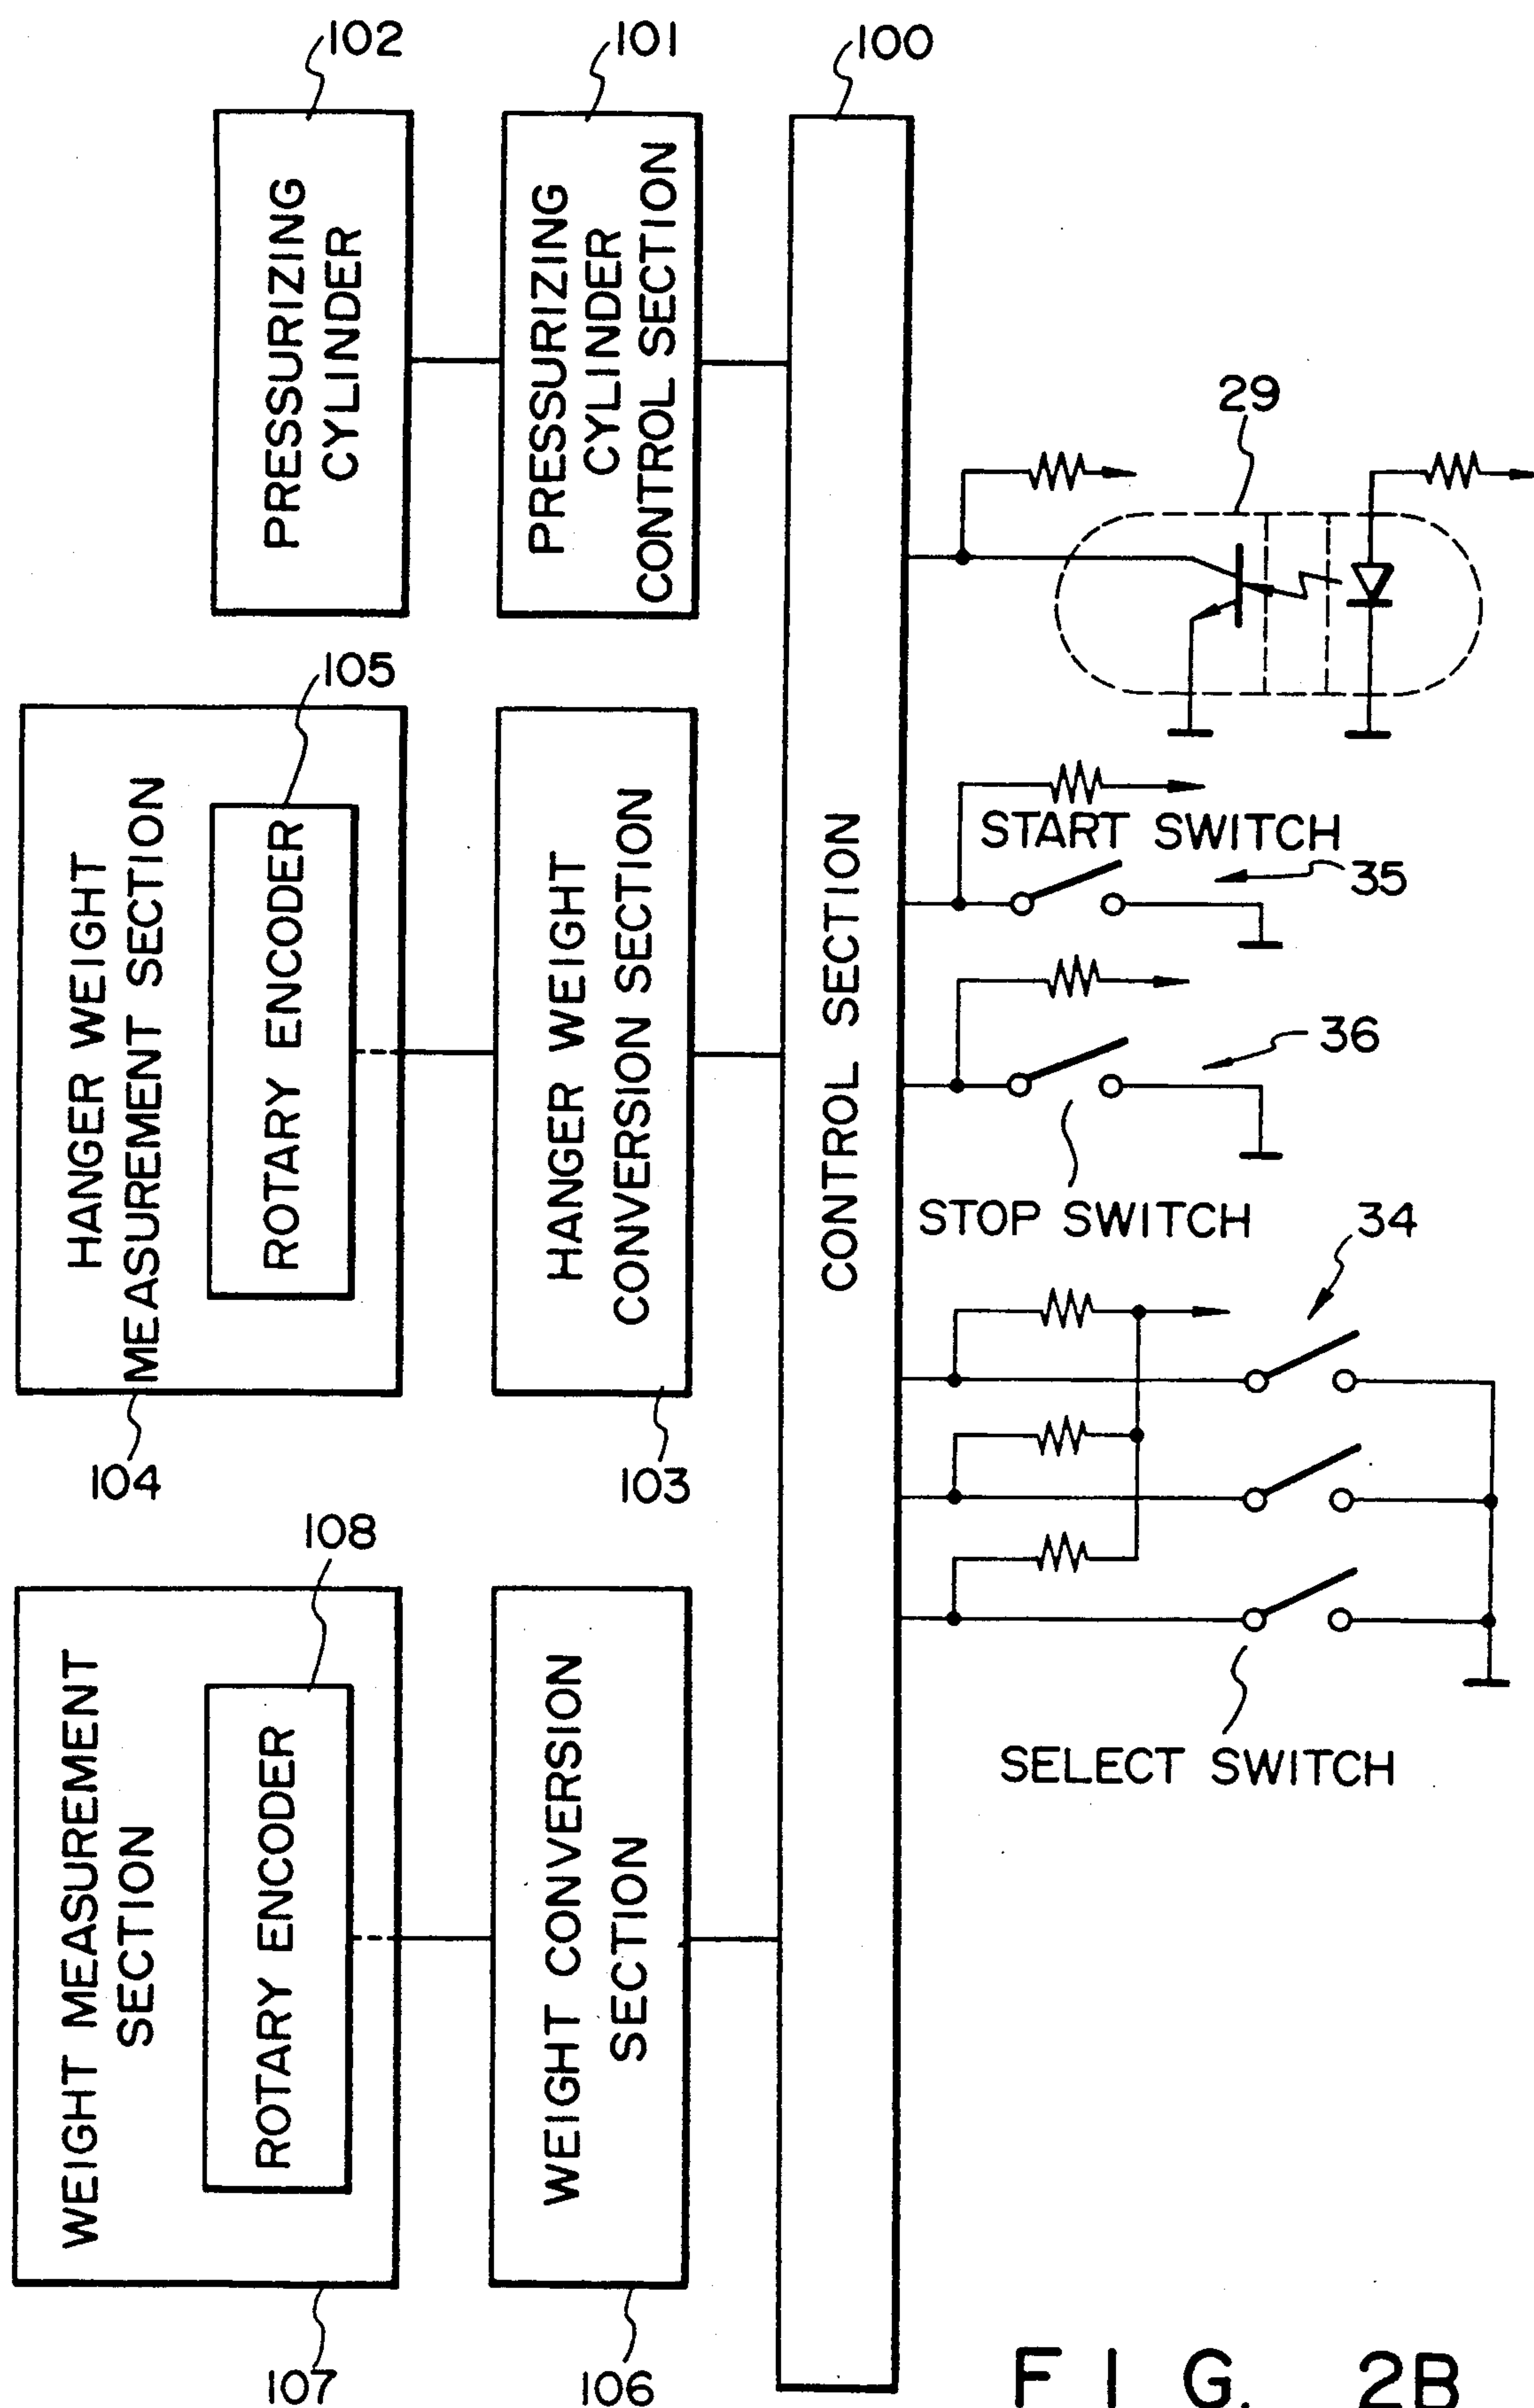 102
101
100
PRESSURIZING
CYLINDER
PRESSURIZING
CYLINDER
CONTROL SECTION
29
105
HANGER WEIGHT
MEASUREMENT SECTION
ROTARY ENCODER
HANGER WEIGHT
CONVERSION SECTION
CONTROL SECTION
START SWITCH
35
36
STOP SWITCH
34
104
103
108
WEIGHT MEASUREMENT
SECTION
ROTARY ENCODER
WEIGHT CONVERSION
SECTION
SELECT SWITCH
107
106
FIG. 2B